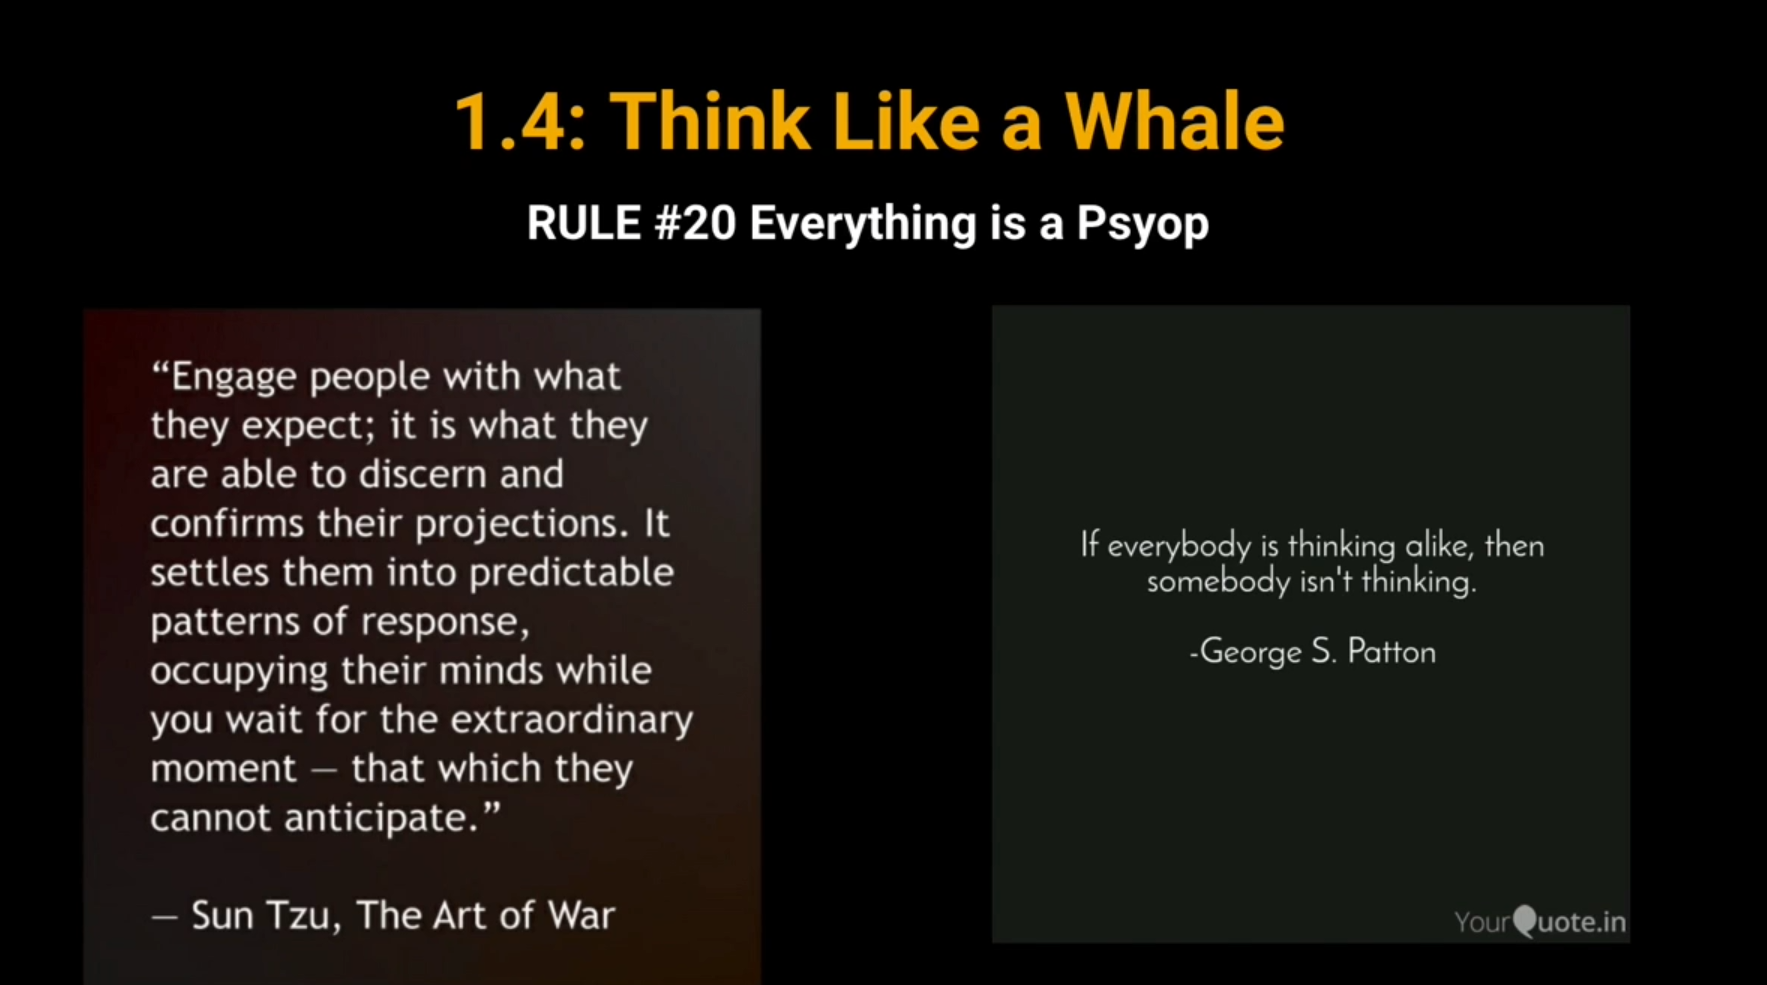 1.4: Think Like a Whale
RULE #20 Everything is a Psyop
“Engage people with what
they expect; it is what they
are able to discern and
confirms their projections. It
settles them into predictable
patterns of response,
occupying their minds while
you wait for the extraordinary
moment — that which they
cannot anticipate.”
— Sun Tzu, The Art of War
If everybody is thinking alike, then
somebody isn't thinking.
-George S. Patton
YourQuote.in